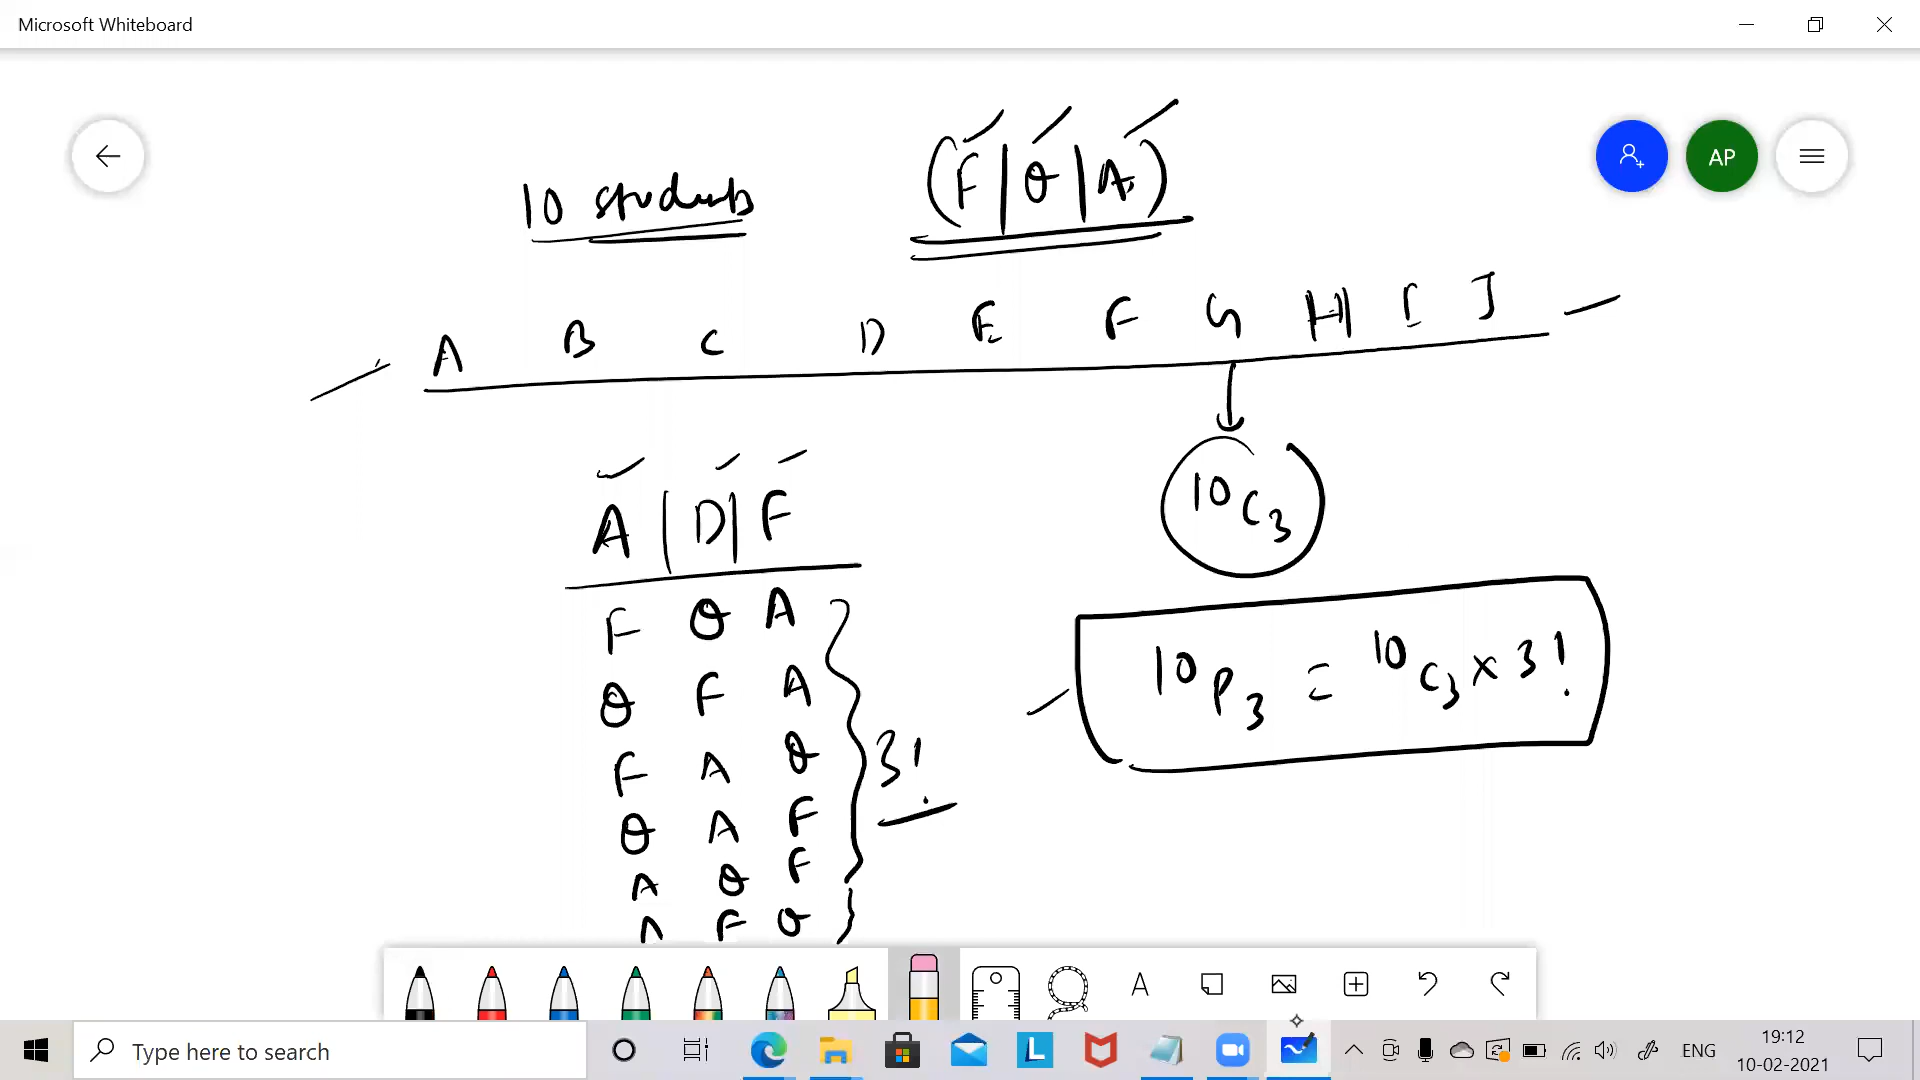 Microsoft Whiteboard
AP
10 students (F | O | A)
A B C D E F G H I J
10C3
A | D | F
F O A
O F A
F A O
O A F
A O F
A F O
3!
10P3 = 10C3 × 3!
A
Type here to search
L
ENG
19:12
10-02-2021